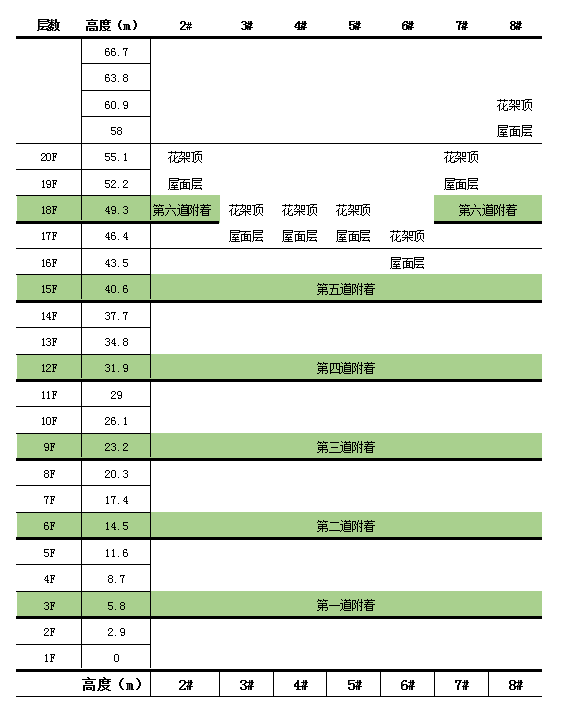 层数 高度（m） 2# 3# 4# 5# 6# 7# 8#
66.7
63.8
60.9 花架顶
58 屋面层
20F 55.1 花架顶 花架顶
19F 52.2 屋面层 屋面层
18F 49.3 第六道附着 花架顶 花架顶 花架顶 第六道附着
17F 46.4 屋面层 屋面层 屋面层 花架顶
16F 43.5 屋面层
15F 40.6 第五道附着
14F 37.7
13F 34.8
12F 31.9 第四道附着
11F 29
10F 26.1
9F 23.2 第三道附着
8F 20.3
7F 17.4
6F 14.5 第二道附着
5F 11.6
4F 8.7
3F 5.8 第一道附着
2F 2.9
1F 0
高度（m） 2# 3# 4# 5# 6# 7# 8#